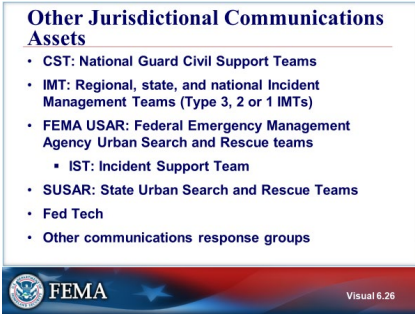 Other Jurisdictional Communications
Assets
• CST: National Guard Civil Support Teams
• IMT: Regional, state, and national Incident
Management Teams (Type 3, 2 or 1 IMTs)
• FEMA USAR: Federal Emergency Management
Agency Urban Search and Rescue teams
▪ IST: Incident Support Team
• SUSAR: State Urban Search and Rescue Teams
• Fed Tech
• Other communications response groups
FEMA
Visual 6.26